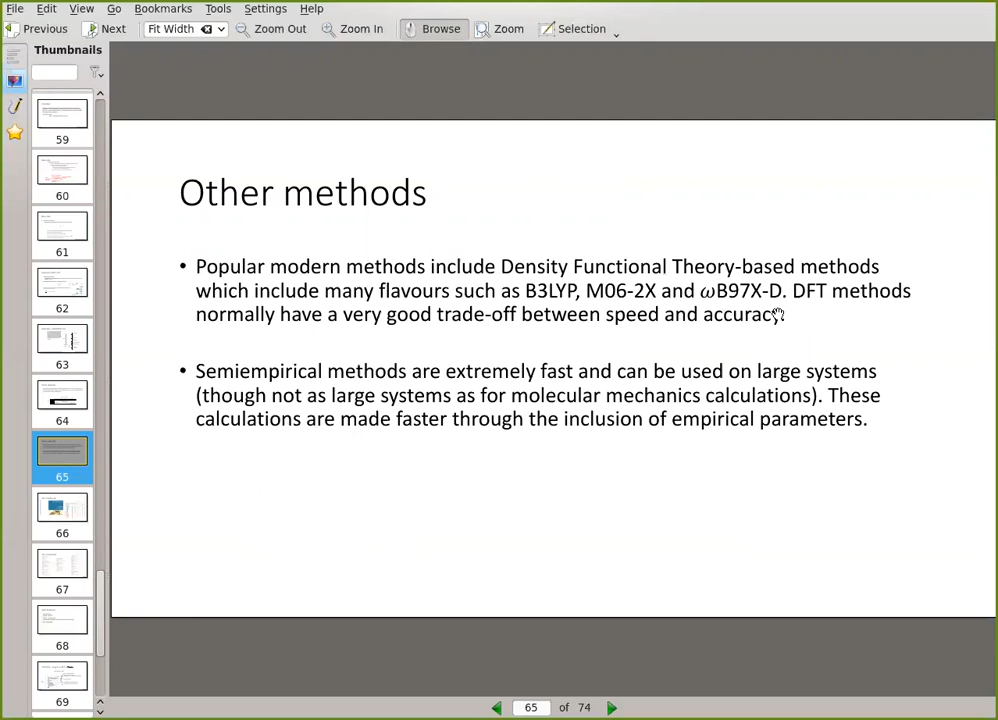 File Edit View Go Bookmarks Tools Settings Help
Previous Next Fit Width Zoom Out Zoom In Browse Zoom Selection
Thumbnails
59
60
61
62
63
64
65
66
67
68
69
Other methods
• Popular modern methods include Density Functional Theory-based methods
which include many flavours such as B3LYP, M06-2X and ωB97X-D. DFT methods
normally have a very good trade-off between speed and accuracy.
• Semiempirical methods are extremely fast and can be used on large systems
(though not as large systems as for molecular mechanics calculations). These
calculations are made faster through the inclusion of empirical parameters.
65 of 74